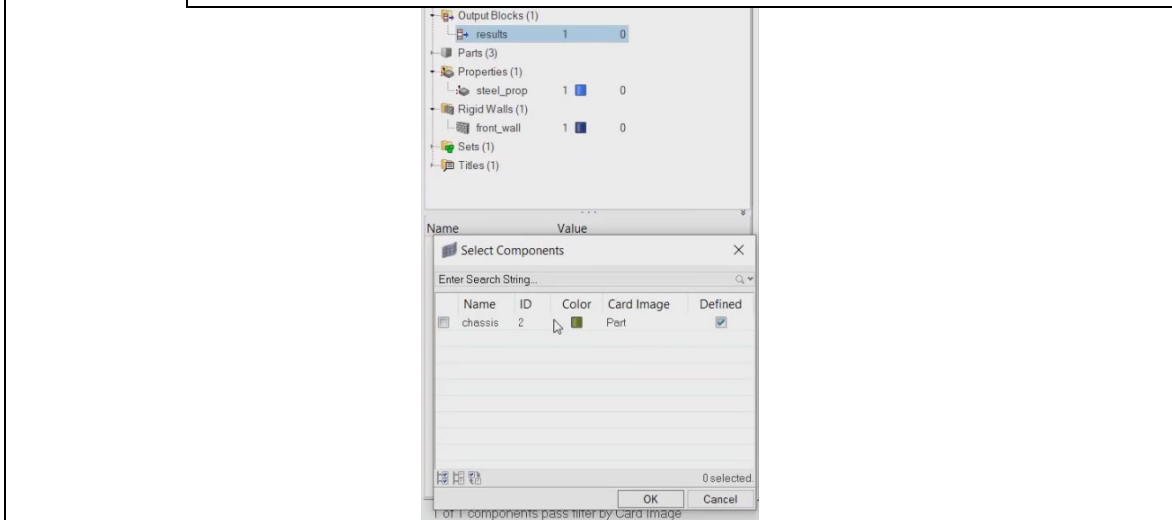 Output Blocks (1)
results 1 0
Parts (3)
Properties (1)
steel_prop 1 0
Rigid Walls (1)
front_wall 1 0
Sets (1)
Titles (1)
Name Value
Select Components
Enter Search String...
Name ID Color Card Image Defined
chassis 2 Part
0 selected.
OK Cancel
1 of 1 components pass filter by Card Image